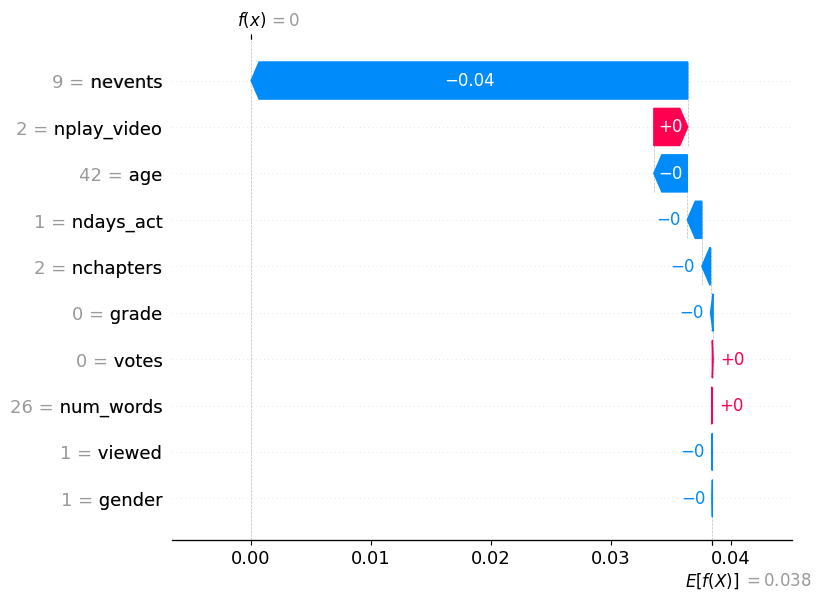 f(x) = 0
9 = nevents
−0.04
2 = nplay_video
+0
42 = age
−0
1 = ndays_act
−0
2 = nchapters
−0
0 = grade
−0
0 = votes
+0
26 = num_words
+0
1 = viewed
−0
1 = gender
−0
0.00 0.01 0.02 0.03 0.04
E[f(X)] = 0.038